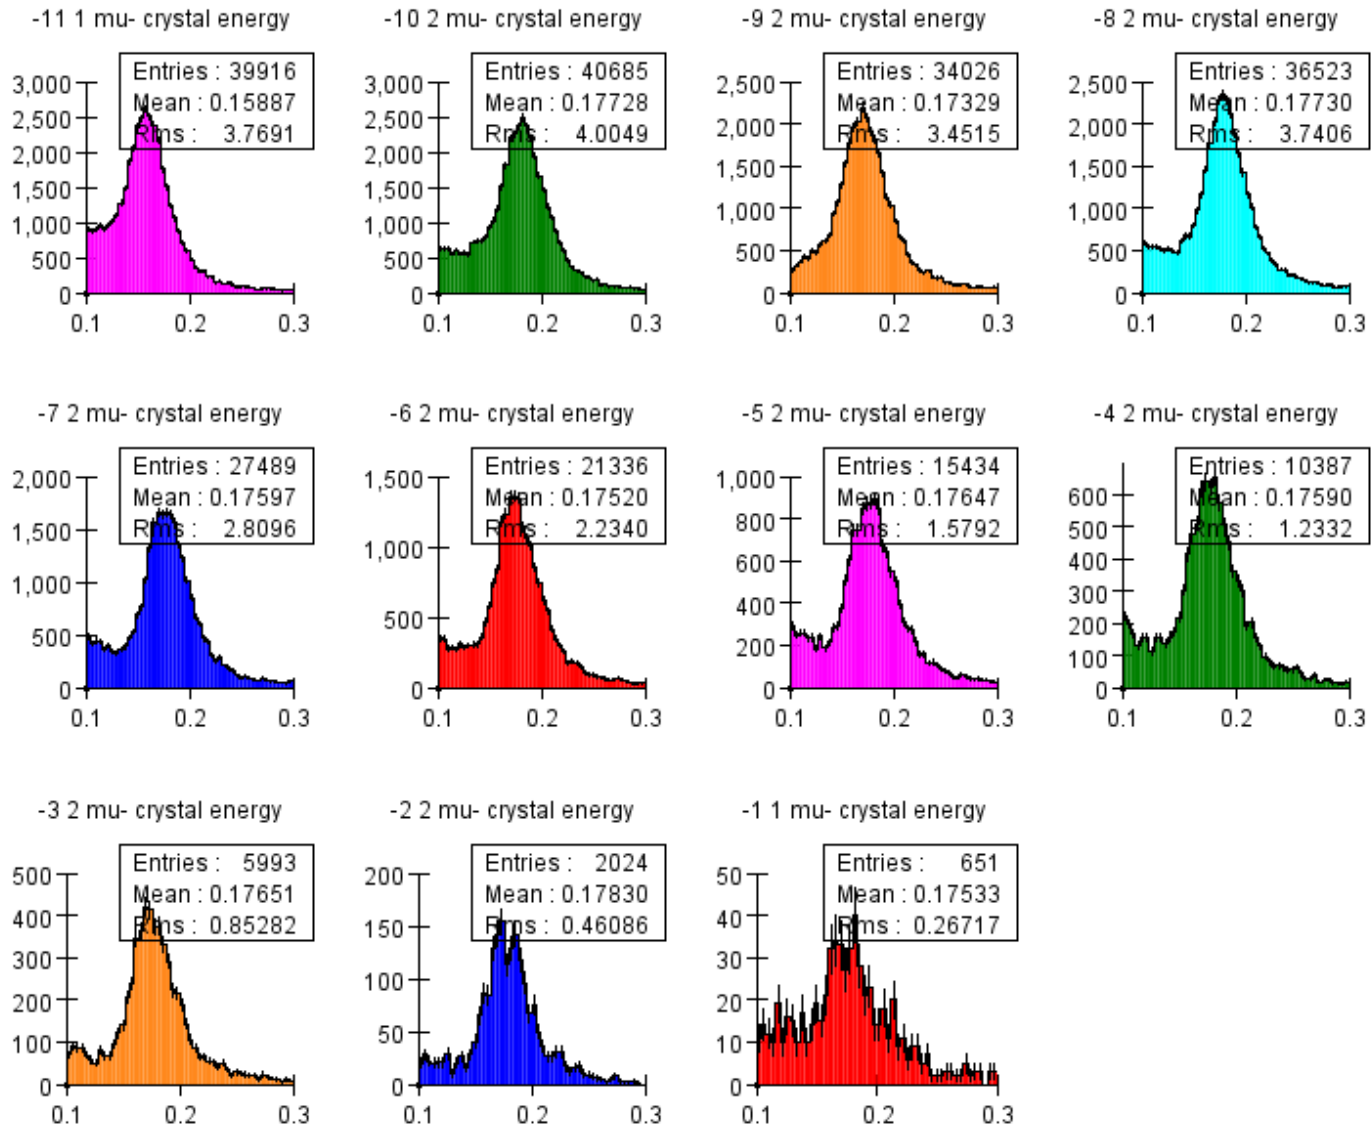 -11 1 mu- crystal energy
Entries : 39916
Mean : 0.15887
Rms : 3.7691
3,000
2,500
2,000
1,500
1,000
500
0
0.1 0.2 0.3
-10 2 mu- crystal energy
Entries : 40685
Mean : 0.17728
Rms : 4.0049
3,000
2,500
2,000
1,500
1,000
500
0
0.1 0.2 0.3
-9 2 mu- crystal energy
Entries : 34026
Mean : 0.17329
Rms : 3.4515
2,500
2,000
1,500
1,000
500
0
0.1 0.2 0.3
-8 2 mu- crystal energy
Entries : 36523
Mean : 0.17730
Rms : 3.7406
2,500
2,000
1,500
1,000
500
0
0.1 0.2 0.3
-7 2 mu- crystal energy
Entries : 27489
Mean : 0.17597
Rms : 2.8096
2,000
1,500
1,000
500
0
0.1 0.2 0.3
-6 2 mu- crystal energy
Entries : 21336
Mean : 0.17520
Rms : 2.2340
1,500
1,000
500
0
0.1 0.2 0.3
-5 2 mu- crystal energy
Entries : 15434
Mean : 0.17647
Rms : 1.5792
1,000
800
600
400
200
0
0.1 0.2 0.3
-4 2 mu- crystal energy
Entries : 10387
Mean : 0.17590
Rms : 1.2332
600
500
400
300
200
100
0
0.1 0.2 0.3
-3 2 mu- crystal energy
Entries : 5993
Mean : 0.17651
Rms : 0.85282
500
400
300
200
100
0
0.1 0.2 0.3
-2 2 mu- crystal energy
Entries : 2024
Mean : 0.17830
Rms : 0.46086
200
150
100
50
0
0.1 0.2 0.3
-1 1 mu- crystal energy
Entries : 651
Mean : 0.17533
Rms : 0.26717
50
40
30
20
10
0
0.1 0.2 0.3